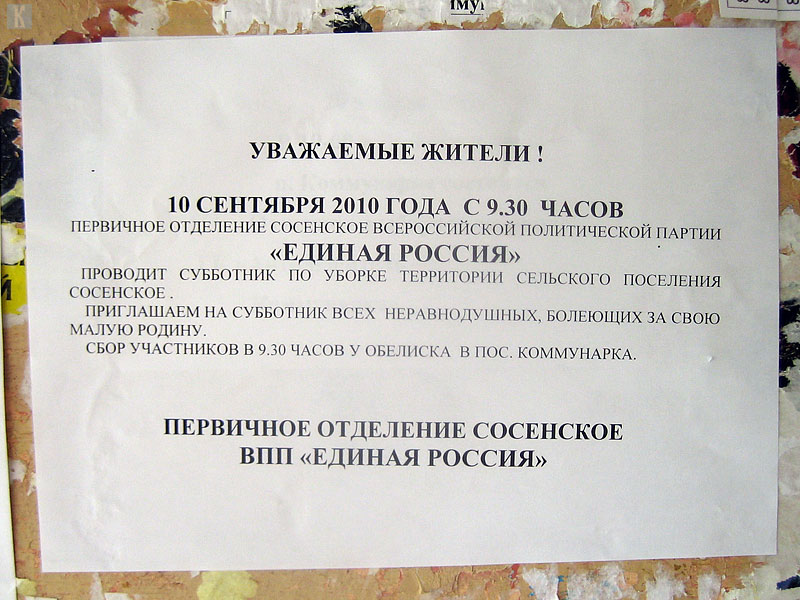 УВАЖАЕМЫЕ ЖИТЕЛИ !
10 СЕНТЯБРЯ 2010 ГОДА С 9.30 ЧАСОВ
ПЕРВИЧНОЕ ОТДЕЛЕНИЕ СОСЕНСКОЕ ВСЕРОССИЙСКОЙ ПОЛИТИЧЕСКОЙ ПАРТИИ
«ЕДИНАЯ РОССИЯ»
ПРОВОДИТ СУББОТНИК ПО УБОРКЕ ТЕРРИТОРИИ СЕЛЬСКОГО ПОСЕЛЕНИЯ
СОСЕНСКОЕ .
ПРИГЛАШАЕМ НА СУББОТНИК ВСЕХ НЕРАВНОДУШНЫХ, БОЛЕЮЩИХ ЗА СВОЮ
МАЛУЮ РОДИНУ.
СБОР УЧАСТНИКОВ В 9.30 ЧАСОВ У ОБЕЛИСКА В ПОС. КОММУНАРКА.
ПЕРВИЧНОЕ ОТДЕЛЕНИЕ СОСЕНСКОЕ
ВПП «ЕДИНАЯ РОССИЯ»